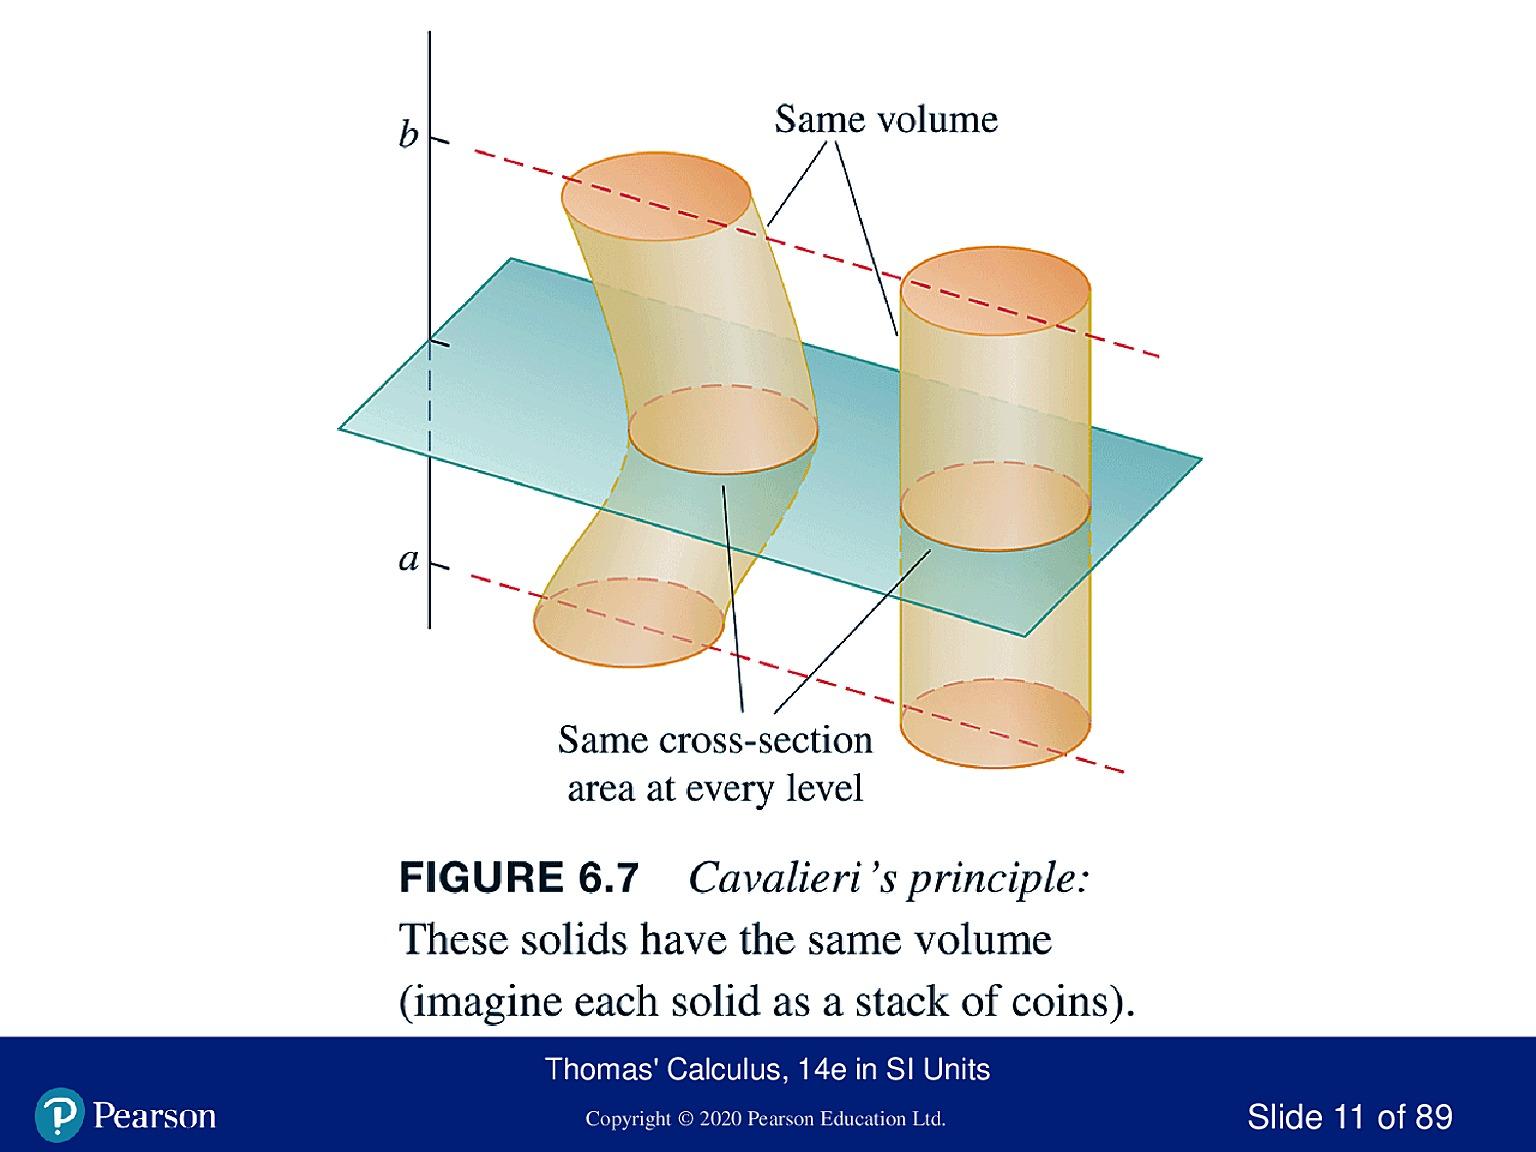 b
Same volume
a
Same cross-section
area at every level
FIGURE 6.7 Cavalieri's principle:
These solids have the same volume
(imagine each solid as a stack of coins).
Thomas' Calculus, 14e in SI Units
Pearson
Copyright © 2020 Pearson Education Ltd.
Slide 11 of 89